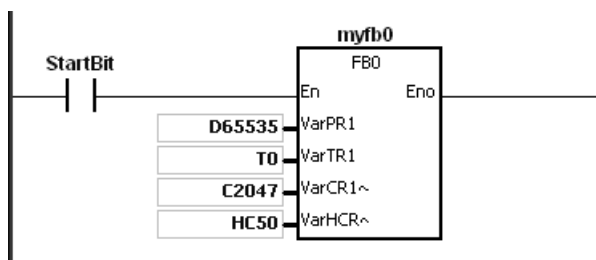 myfb0
StartBit
FB0
En Eno
D65535 VarPR1
T0 VarTR1
C2047 VarCR1~
HC50 VarHCR~